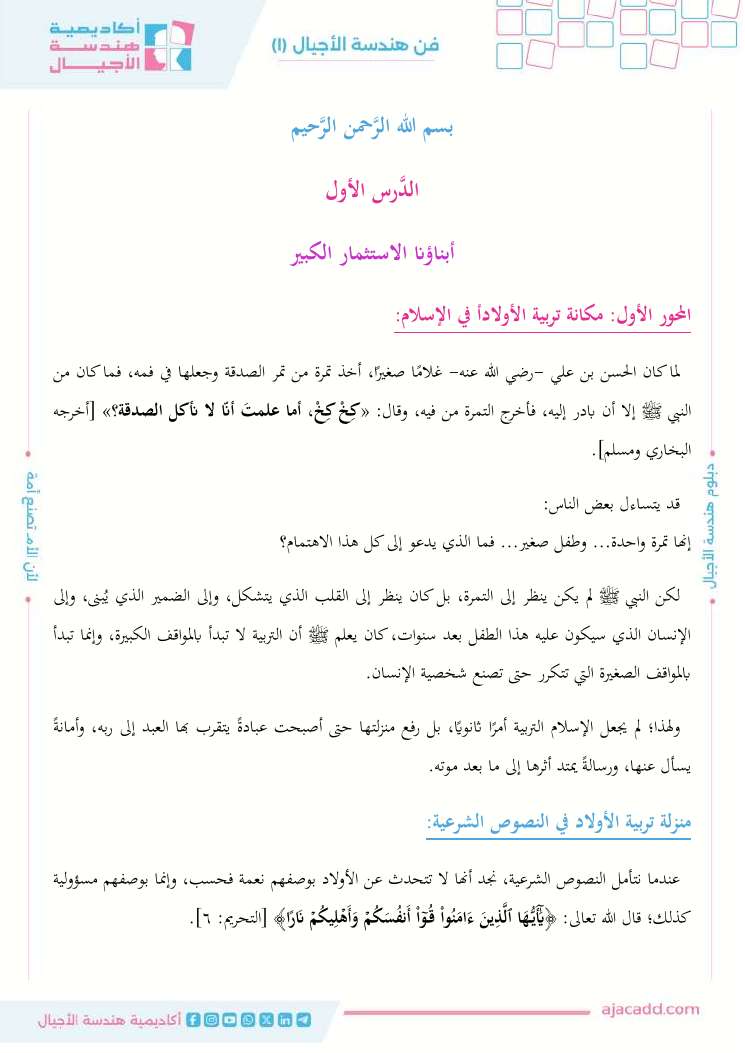 أكاديمية
هندسة
الأجيال
فن هندسة الأجيال (١)
بسم الله الرَّحمن الرَّحيم
الدَّرس الأول
أبناؤنا الاستثمار الكبير
المحور الأول: مكانة تربية الأولادأ في الإسلام:
لما كان الحسن بن علي –رضي الله عنه– غلامًا صغيرًا، أخذ تمرة من تمر الصدقة وجعلها في فمه، فما كان من
النبي ﷺ إلا أن بادر إليه، فأخرج التمرة من فيه، وقال: «كِخْ كِخْ، أما علمتَ أنّا لا نأكل الصدقة؟» [أخرجه
البخاري ومسلم].
قد يتساءل بعض الناس:
إنها تمرة واحدة... وطفل صغير... فما الذي يدعو إلى كل هذا الاهتمام؟
لكن النبي ﷺ لم يكن ينظر إلى التمرة، بل كان ينظر إلى القلب الذي يتشكل، وإلى الضمير الذي يُبنى، وإلى
الإنسان الذي سيكون عليه هذا الطفل بعد سنوات، كان يعلم ﷺ أن التربية لا تبدأ بالمواقف الكبيرة، وإنما تبدأ
بالمواقف الصغيرة التي تتكرر حتى تصنع شخصية الإنسان.
ولهذا؛ لم يجعل الإسلام التربية أمرًا ثانويًا، بل رفع منزلتها حتى أصبحت عبادةً يتقرب بها العبد إلى ربه، وأمانةً
يسأل عنها، ورسالةً يمتد أثرها إلى ما بعد موته.
منزلة تربية الأولاد في النصوص الشرعية:
عندما نتأمل النصوص الشرعية، نجد أنها لا تتحدث عن الأولاد بوصفهم نعمة فحسب، وإنما بوصفهم مسؤولية
كذلك؛ قال الله تعالى: ﴿يَٰٓأَيُّهَا ٱلَّذِينَ ءَامَنُواْ قُوٓاْ أَنفُسَكُمْ وَأَهْلِيكُمْ نَارًا﴾ [التحريم: ٦].
دبلوم هندسة الأجيال
لأن الأمـ تصنع أمة
أكاديمية هندسة الأجيال
ajacadd.com